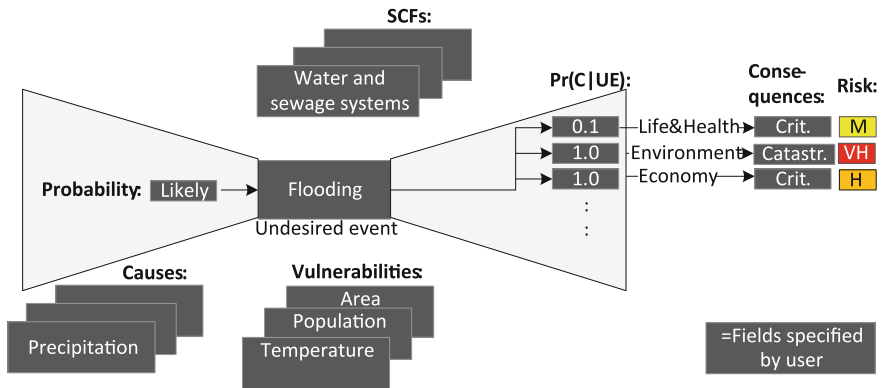 SCFs:
Water and
sewage systems
Pr(C|UE):
Conse-
quences:
Risk:
0.1
Life&Health
Crit.
M
1.0
Environment
Catastr.
VH
1.0
Economy
Crit.
H
:
:
Probability:
Likely
Flooding
Undesired event
Causes:
Precipitation
Vulnerabilities:
Area
Population
Temperature
=Fields specified
by user